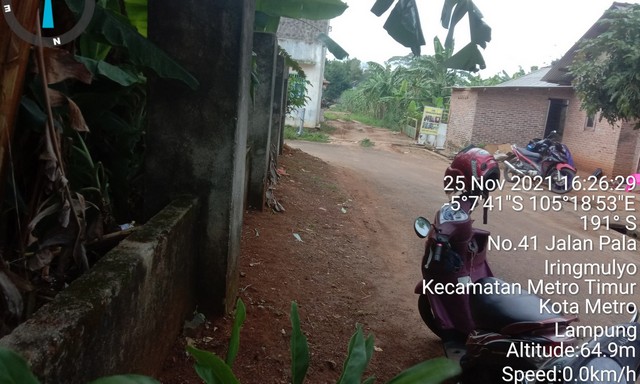 25 Nov 2021 16:26:29
-5°7'41"S 105°18'53"E
191° S
No.41 Jalan Pala
Iringmulyo
Kecamatan Metro Timur
Kota Metro
Lampung
Altitude:64.9m
Speed:0.0km/h
N
E